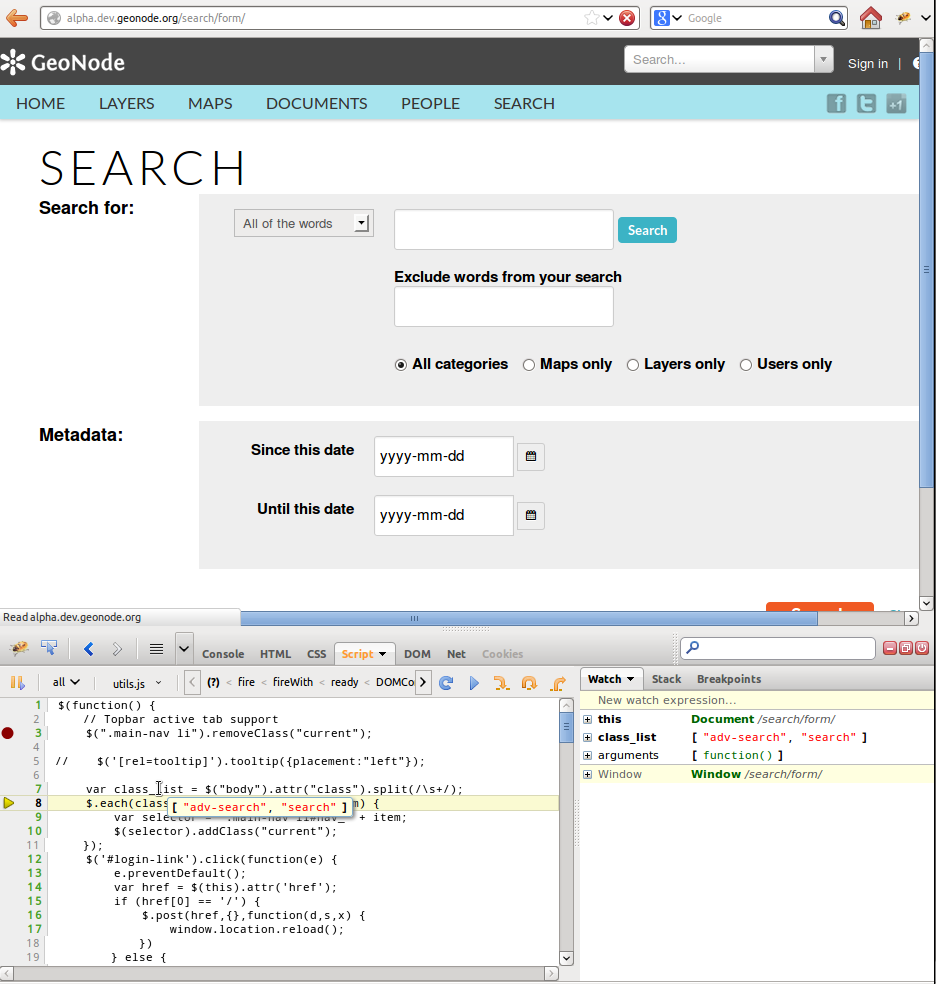 alpha.dev.geonode.org/search/form/
Google
GeoNode
Search...
Sign in |
HOME LAYERS MAPS DOCUMENTS PEOPLE SEARCH
f t +1
SEARCH
Search for:
All of the words
Search
Exclude words from your search
All categories Maps only Layers only Users only
Metadata:
Since this date yyyy-mm-dd
Until this date yyyy-mm-dd
Read alpha.dev.geonode.org
Console HTML CSS Script DOM Net Cookies
all utils.js (?) < fire < fireWith < ready < DOMCo
Watch Stack Breakpoints
New watch expression...
this Document /search/form/
class_list [ "adv-search", "search" ]
arguments [ function() ]
Window Window /search/form/
1 $(function() {
2 // Topbar active tab support
3 $(".main-nav li").removeClass("current");
4
5 // $('[rel=tooltip]').tooltip({placement:"left"});
6
7 var class_list = $("body").attr("class").split(/\s+/);
8 $.each(class [ "adv-search", "search" ] ) {
9 var selector = ".main-nav li#nav_" + item;
10 $(selector).addClass("current");
11 });
12 $('#login-link').click(function(e) {
13 e.preventDefault();
14 var href = $(this).attr('href');
15 if (href[0] == '/') {
16 $.post(href,{},function(d,s,x) {
17 window.location.reload();
18 })
19 } else {